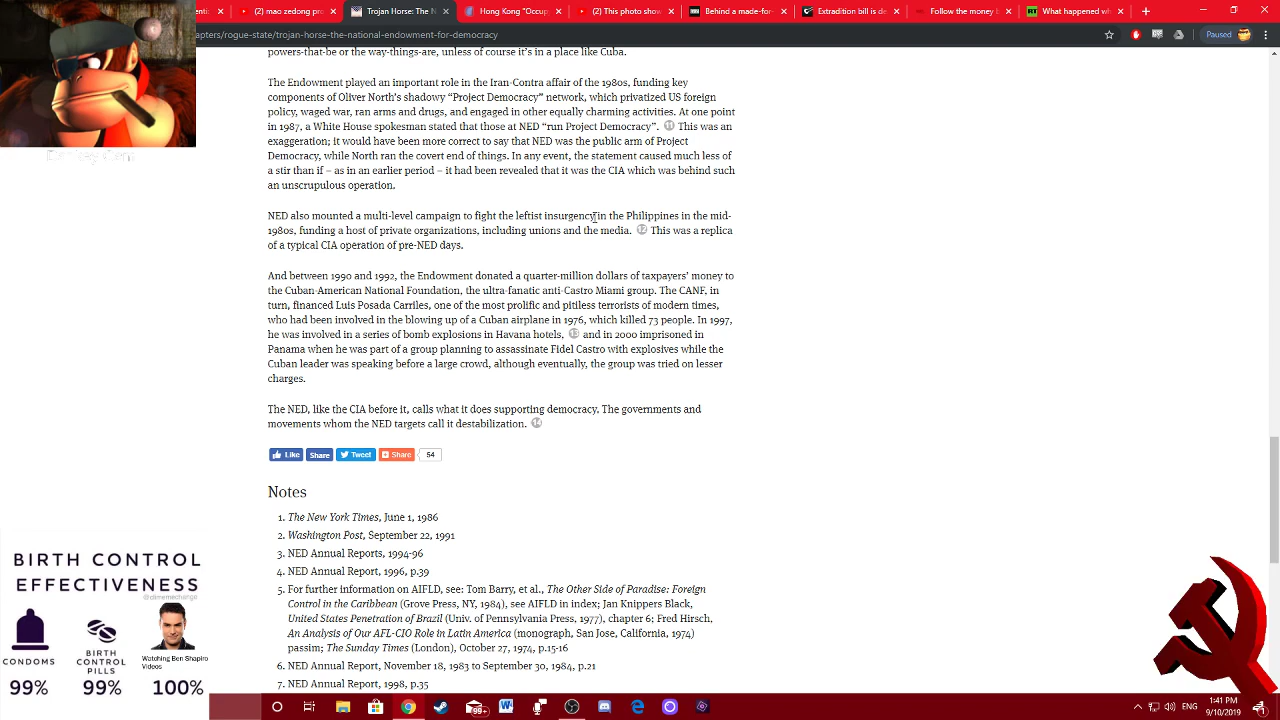 (2) mao zedong pro
Trojan Horse: The N
Hong Kong "Occup
(2) This photo show
Behind a made-for-
Extradition bill is de
Follow the money b
RT What happened wh
apters/rogue-state/trojan-horse-the-national-endowment-for-democracy
Paused
powers-that-be or the way-things-are, unless of course it's in a place like Cuba.
The Endowment played an important role in the Iran-Contra affair of the 1980s, funding key
components of Oliver North's shadowy “Project Democracy” network, which privatized US foreign
policy, waged war, ran arms and drugs, and engaged in other equally charming activities. At one point
in 1987, a White House spokesman stated that those at NED “run Project Democracy”. 11 This was an
exaggeration; it would have been more correct to say that NED was the public arm of Project
Democracy, while North ran the covert end of things. In any event, the statement caused much less of
a stir than if – as in an earlier period – it had been revealed that it was the CIA which was behind such
an unscrupulous operation.
NED also mounted a multi-level campaign to fight the leftist insurgency in the Philippines in the mid-
1980s, funding a host of private organizations, including unions and the media. 12 This was a replica
of a typical CIA operation of pre-NED days.
And between 1990 and 1992, the Endowment donated a quarter-million dollars of taxpayers' money to
the Cuban-American National Foundation, the ultra-fanatic anti-Castro Miami group. The CANF, in
turn, financed Luis Posada Carriles, one of the most prolific and pitiless terrorists of modern times,
who had been involved in the blowing up of a Cuban airplane in 1976, which killed 73 people. In 1997,
he was involved in a series of bomb explosions in Havana hotels, 13 and in 2000 imprisoned in
Panama when he was part of a group planning to assassinate Fidel Castro with explosives while the
Cuban leader was speaking before a large crowd, although eventually, the group was tried on lesser
charges.
The NED, like the CIA before it, calls what it does supporting democracy. The governments and
movements whom the NED targets call it destabilization. 14
Like Share Tweet Share 54
Notes
1. The New York Times, June 1, 1986
2. Washington Post, September 22, 1991
3. NED Annual Reports, 1994-96
4. NED Annual Report, 1996, p.39
5. For further information on AIFLD, see: Tom Barry, et al., The Other Side of Paradise: Foreign
Control in the Caribbean (Grove Press, NY, 1984), see AIFLD in index; Jan Knippers Black,
United States Penetration of Brazil (Univ. of Pennsylvania Press, 1977), chapter 6; Fred Hirsch,
An Analysis of Our AFL-CIO Role in Latin America (monograph, San Jose, California, 1974)
passim; The Sunday Times (London), October 27, 1974, p.15-16
6. NED Annual Report, November 18, 1983 to September 30, 1984, p.21
7. NED Annual Report, 1998, p.35
BIRTH CONTROL
EFFECTIVENESS
CONDOMS
99%
BIRTH
CONTROL
PILLS
99%
Watching Ben Shapiro
Videos
100%
99+
ENG
1:41 PM
9/10/2019